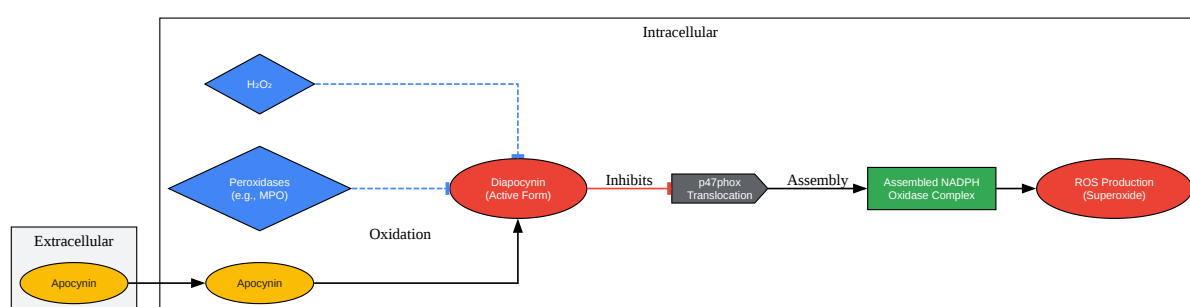 Intracellular
H₂O₂
Peroxidases
(e.g., MPO)
Diapocynin
(Active Form)
Inhibits
p47phox
Translocation
Assembly
Assembled NADPH
Oxidase Complex
ROS Production
(Superoxide)
Oxidation
Extracellular
Apocynin
Apocynin